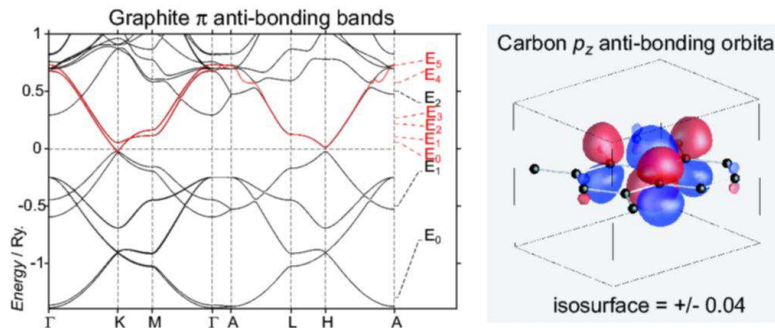 Graphite π anti-bonding bands
1
0.5
0
-0.5
-1
Energy / Ry.
Γ K M Γ A L H A
E5
E4
E2
E3
E2
E1
E0
E1
E0
Carbon pz anti-bonding orbita
isosurface = +/- 0.04